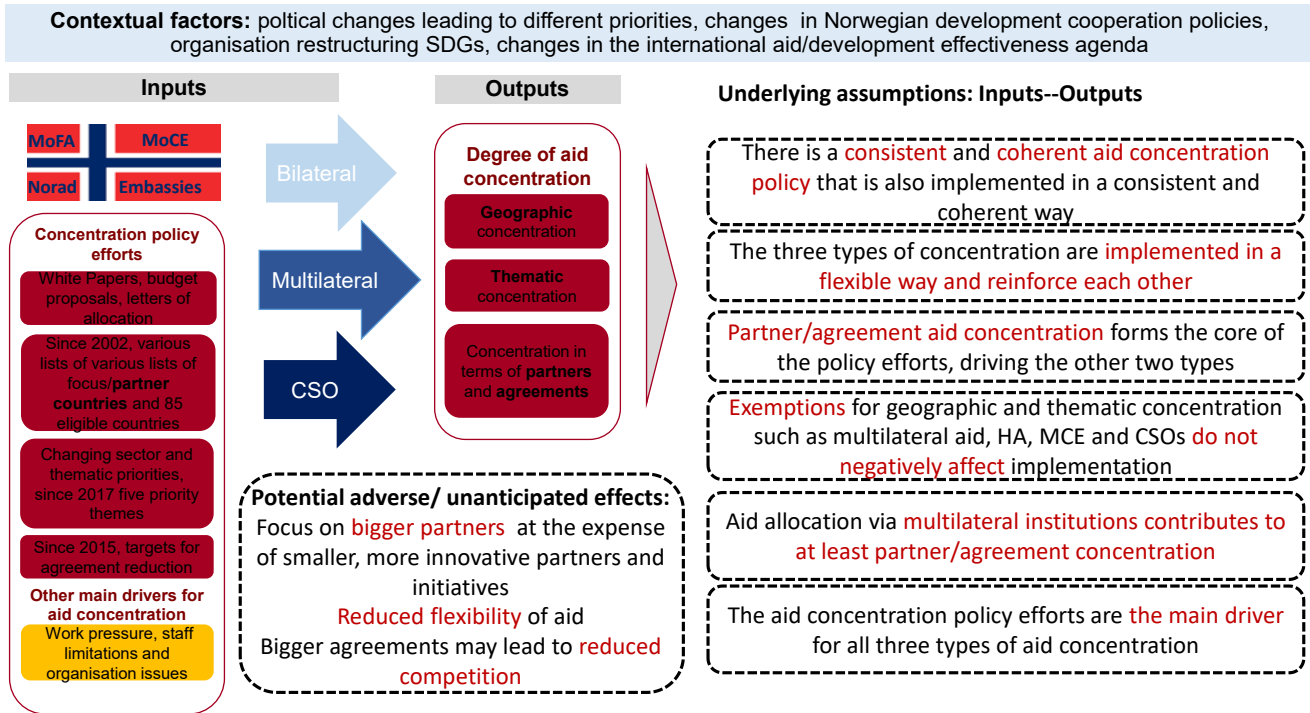 Contextual factors: poltical changes leading to different priorities, changes in Norwegian development cooperation policies,
organisation restructuring SDGs, changes in the international aid/development effectiveness agenda
Inputs
MoFA
MoCE
Norad
Embassies
Concentration policy
efforts
White Papers, budget
proposals, letters of
allocation
Since 2002, various
lists of various lists of
focus/partner
countries and 85
eligible countries
Changing sector and
thematic priorities,
since 2017 five priority
themes
Since 2015, targets for
agreement reduction
Other main drivers for
aid concentration
Work pressure, staff
limitations and
organisation issues
Bilateral
Multilateral
CSO
Outputs
Degree of aid
concentration
Geographic
concentration
Thematic
concentration
Concentration in
terms of partners
and agreements
Potential adverse/ unanticipated effects:
Focus on bigger partners at the expense
of smaller, more innovative partners and
initiatives
Reduced flexibility of aid
Bigger agreements may lead to reduced
competition
Underlying assumptions: Inputs--Outputs
There is a consistent and coherent aid concentration
policy that is also implemented in a consistent and
coherent way
The three types of concentration are implemented in a
flexible way and reinforce each other
Partner/agreement aid concentration forms the core of
the policy efforts, driving the other two types
Exemptions for geographic and thematic concentration
such as multilateral aid, HA, MCE and CSOs do not
negatively affect implementation
Aid allocation via multilateral institutions contributes to
at least partner/agreement concentration
The aid concentration policy efforts are the main driver
for all three types of aid concentration